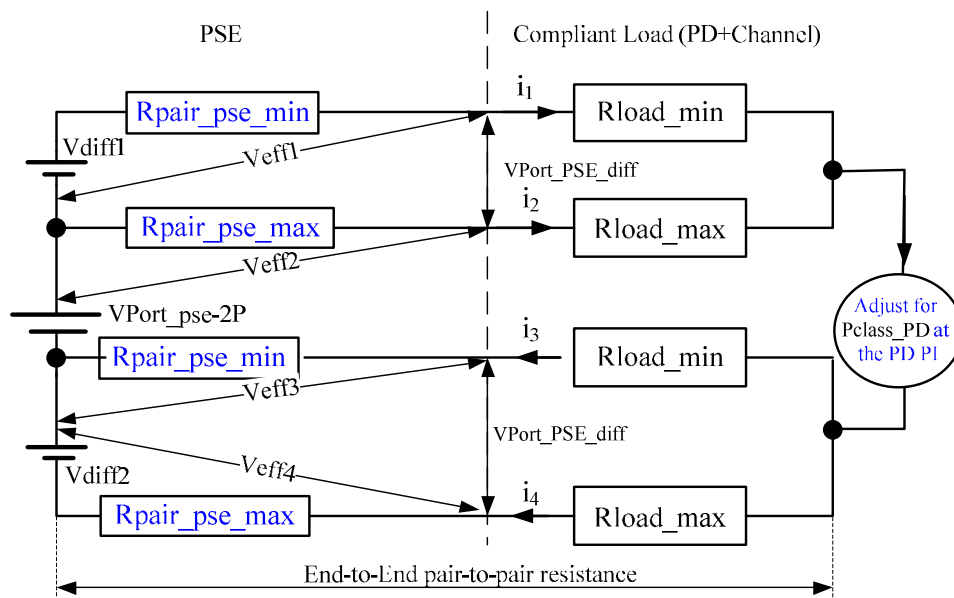 PSE
Compliant Load (PD+Channel)
Rpair_pse_min
i1
Rload_min
Vdiff1
Veff1
VPort_PSE_diff
i2
Rpair_pse_max
Rload_max
Veff2
VPort_pse-2P
Adjust for
Pclass_PD at
the PD PI
i3
Rpair_pse_min
Rload_min
Veff3
VPort_PSE_diff
Veff4
Vdiff2
i4
Rpair_pse_max
Rload_max
End-to-End pair-to-pair resistance